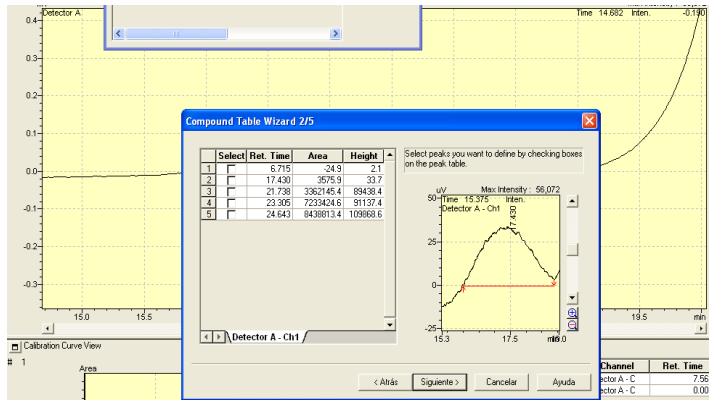 Detector A
Time 14.682 Inten. -0.190
0.4
0.3
0.2
0.1
0.0
-0.1
-0.2
-0.3
15.0 15.5 19.5 min
Compound Table Wizard 2/5
Select Ret. Time Area Height
1 6.715 -24.9 2.1
2 17.430 3575.9 33.7
3 21.738 3362145.4 89438.4
4 23.305 7233424.6 91137.4
5 24.643 8438813.4 109868.6
Detector A - Ch1
Select peaks you want to define by checking boxes
on the peak table.
uV Max Intensity : 56,072
Time 15.375 Inten.
Detector A - Ch1
17.430
50
25
0
-25
15.3 17.5
< Atrás Siguiente > Cancelar Ayuda
Calibration Curve View
# 1
Area
Channel Ret. Time
ector A - C 7.56
ector A - C 0.00